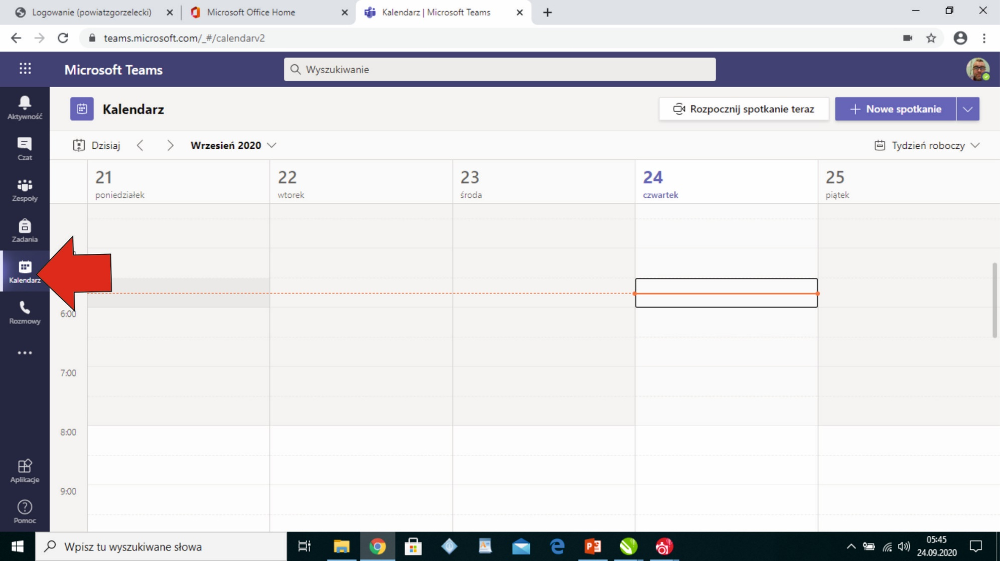 Logowanie (powiatzgorzelecki)
Microsoft Office Home
Kalendarz | Microsoft Teams
teams.microsoft.com/_#/calendarv2
Microsoft Teams
Wyszukiwanie
Aktywność
Czat
Zespoły
Zadania
Kalendarz
Rozmowy
Aplikacje
Pomoc
Kalendarz
Rozpocznij spotkanie teraz
+ Nowe spotkanie
Dzisiaj
Wrzesień 2020
Tydzień roboczy
21
poniedziałek
22
wtorek
23
środa
24
czwartek
25
piątek
6:00
7:00
8:00
9:00
Wpisz tu wyszukiwane słowa
05:45
24.09.2020